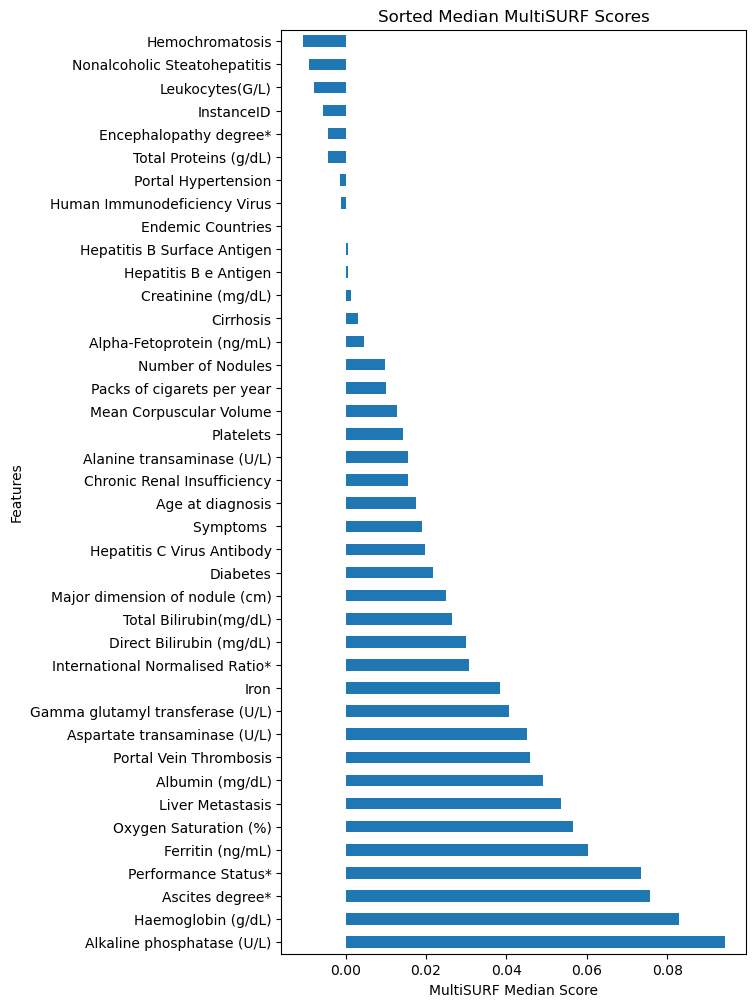 Sorted Median MultiSURF Scores
Hemochromatosis
Nonalcoholic Steatohepatitis
Leukocytes(G/L)
InstanceID
Encephalopathy degree*
Total Proteins (g/dL)
Portal Hypertension
Human Immunodeficiency Virus
Endemic Countries
Hepatitis B Surface Antigen
Hepatitis B e Antigen
Creatinine (mg/dL)
Cirrhosis
Alpha-Fetoprotein (ng/mL)
Number of Nodules
Packs of cigarets per year
Mean Corpuscular Volume
Platelets
Alanine transaminase (U/L)
Chronic Renal Insufficiency
Age at diagnosis
Symptoms
Hepatitis C Virus Antibody
Diabetes
Major dimension of nodule (cm)
Total Bilirubin(mg/dL)
Direct Bilirubin (mg/dL)
International Normalised Ratio*
Iron
Gamma glutamyl transferase (U/L)
Aspartate transaminase (U/L)
Portal Vein Thrombosis
Albumin (mg/dL)
Liver Metastasis
Oxygen Saturation (%)
Ferritin (ng/mL)
Performance Status*
Ascites degree*
Haemoglobin (g/dL)
Alkaline phosphatase (U/L)
Features
0.00 0.02 0.04 0.06 0.08
MultiSURF Median Score